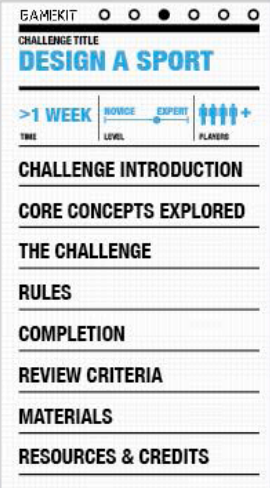 GAMEKIT
CHALLENGE TITLE
DESIGN A SPORT
>1 WEEK NOVICE EXPERT +
TIME LEVEL PLAYERS
CHALLENGE INTRODUCTION
CORE CONCEPTS EXPLORED
THE CHALLENGE
RULES
COMPLETION
REVIEW CRITERIA
MATERIALS
RESOURCES & CREDITS